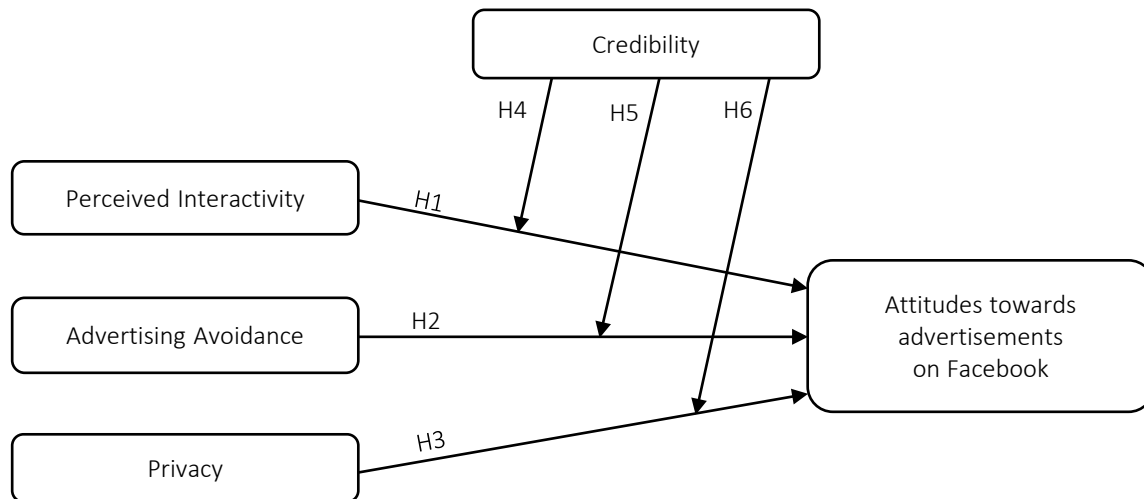 Credibility
H4
H5
H6
Perceived Interactivity
H1
Advertising Avoidance
H2
Attitudes towards
advertisements
on Facebook
Privacy
H3